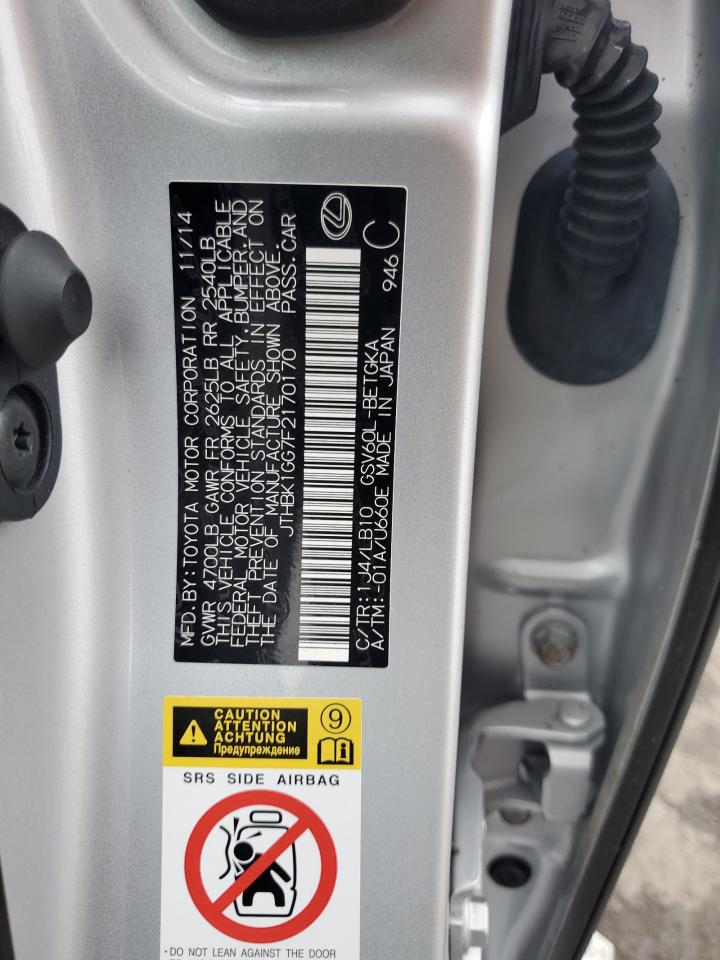 MFD. BY: TOYOTA MOTOR CORPORATION 11/14
GVWR 4700LB GAWR FR 2625LB RR 2540LB
THIS VEHICLE CONFORMS TO ALL APPLICABLE
FEDERAL MOTOR VEHICLE SAFETY, BUMPER, AND
THEFT PREVENTION STANDARDS IN EFFECT ON
THE DATE OF MANUFACTURE SHOWN ABOVE.
JTHBK1GG7F2170170 PASS. CAR
C/TR: 1J4/LB10 GSV60L -BETGKA 946 C
A/TM: -01A/U660E MADE IN JAPAN
CAUTION
ATTENTION
ACHTUNG
Предупреждение
9
SRS SIDE AIRBAG
· DO NOT LEAN AGAINST THE DOOR